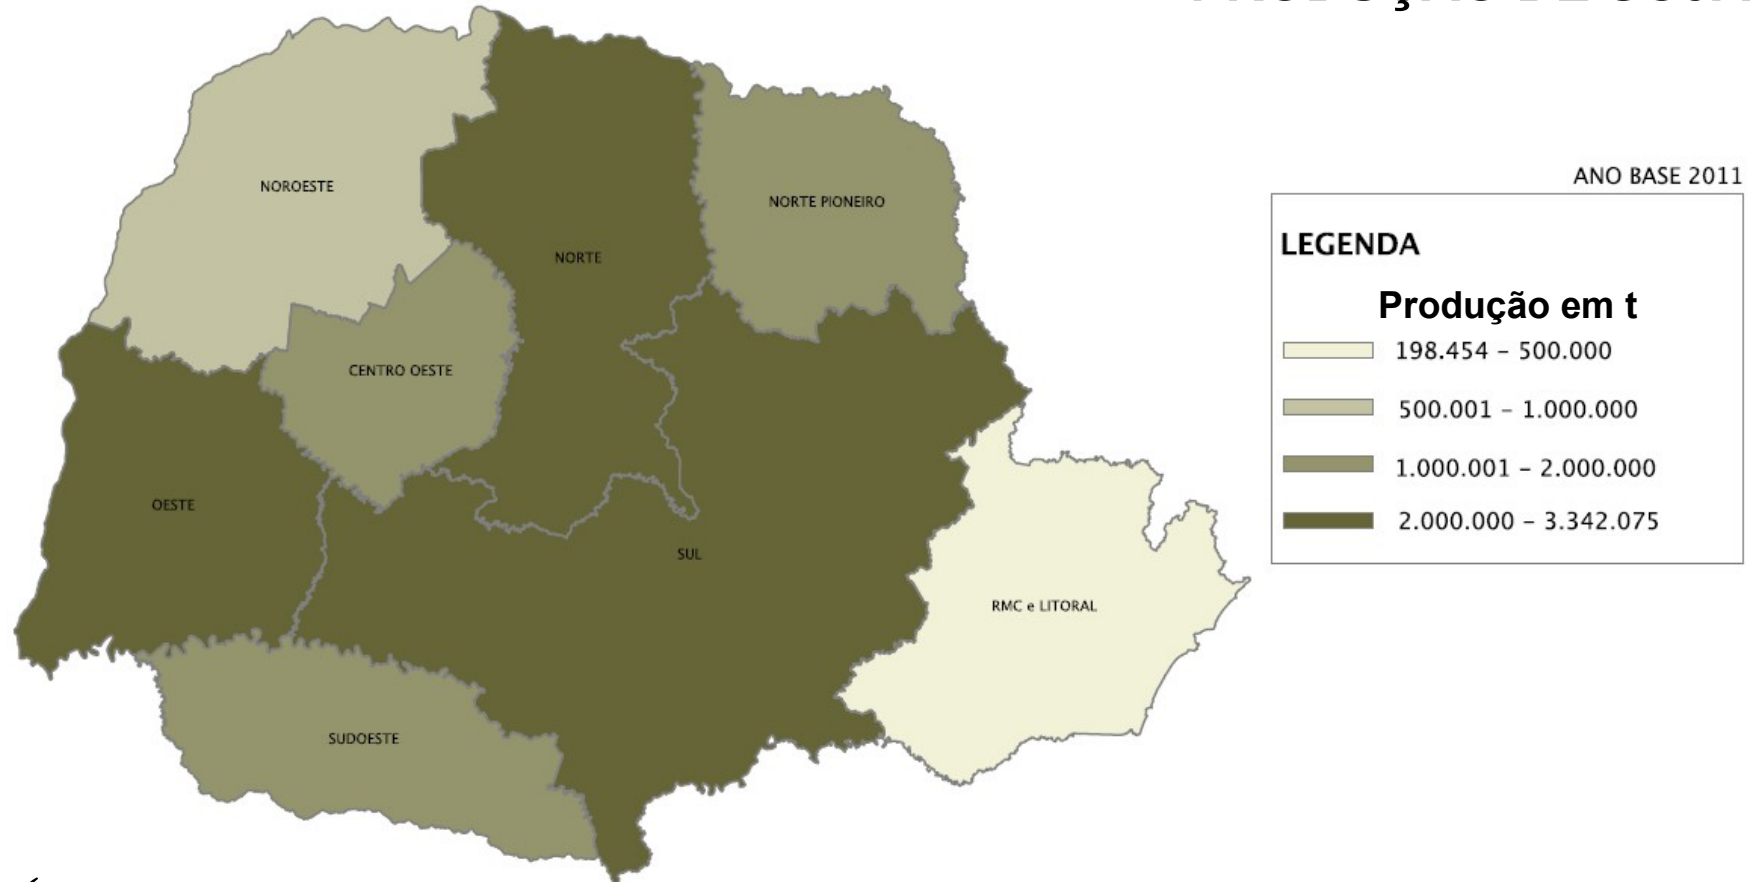 ANO BASE 2011
LEGENDA
Produção em t
198.454 – 500.000
500.001 – 1.000.000
1.000.001 – 2.000.000
2.000.000 – 3.342.075
NOROESTE
NORTE PIONEIRO
NORTE
CENTRO OESTE
OESTE
SUL
RMC e LITORAL
SUDOESTE